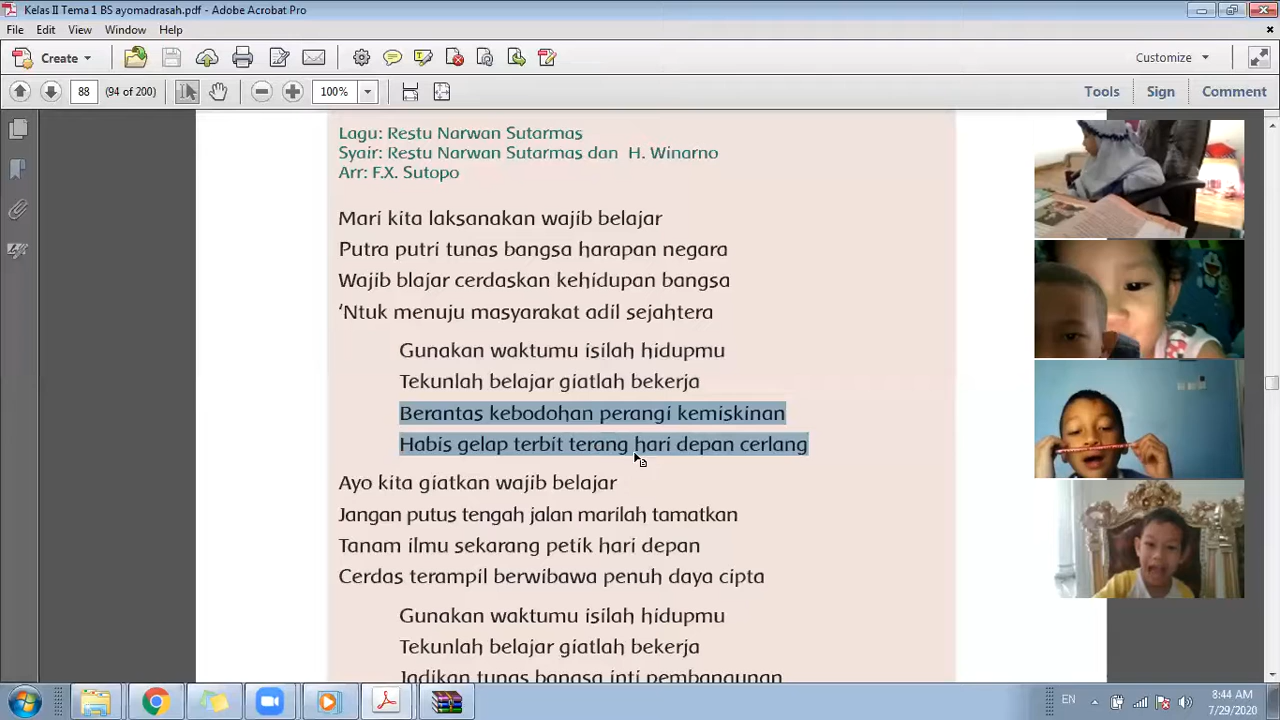 Kelas II Tema 1 BS ayomadrasah.pdf - Adobe Acrobat Pro
File Edit View Window Help
Create Customize
88 (94 of 200) 100% Tools Sign Comment
Lagu: Restu Narwan Sutarmas
Syair: Restu Narwan Sutarmas dan H. Winarno
Arr: F.X. Sutopo
Mari kita laksanakan wajib belajar
Putra putri tunas bangsa harapan negara
Wajib blajar cerdaskan kehidupan bangsa
‘Ntuk menuju masyarakat adil sejahtera
Gunakan waktumu isilah hidupmu
Tekunlah belajar giatlah bekerja
Berantas kebodohan perangi kemiskinan
Habis gelap terbit terang hari depan cerlang
Ayo kita giatkan wajib belajar
Jangan putus tengah jalan marilah tamatkan
Tanam ilmu sekarang petik hari depan
Cerdas terampil berwibawa penuh daya cipta
Gunakan waktumu isilah hidupmu
Tekunlah belajar giatlah bekerja
Jadikan tunas bangsa inti pembangunan
EN 8:44 AM
7/29/2020